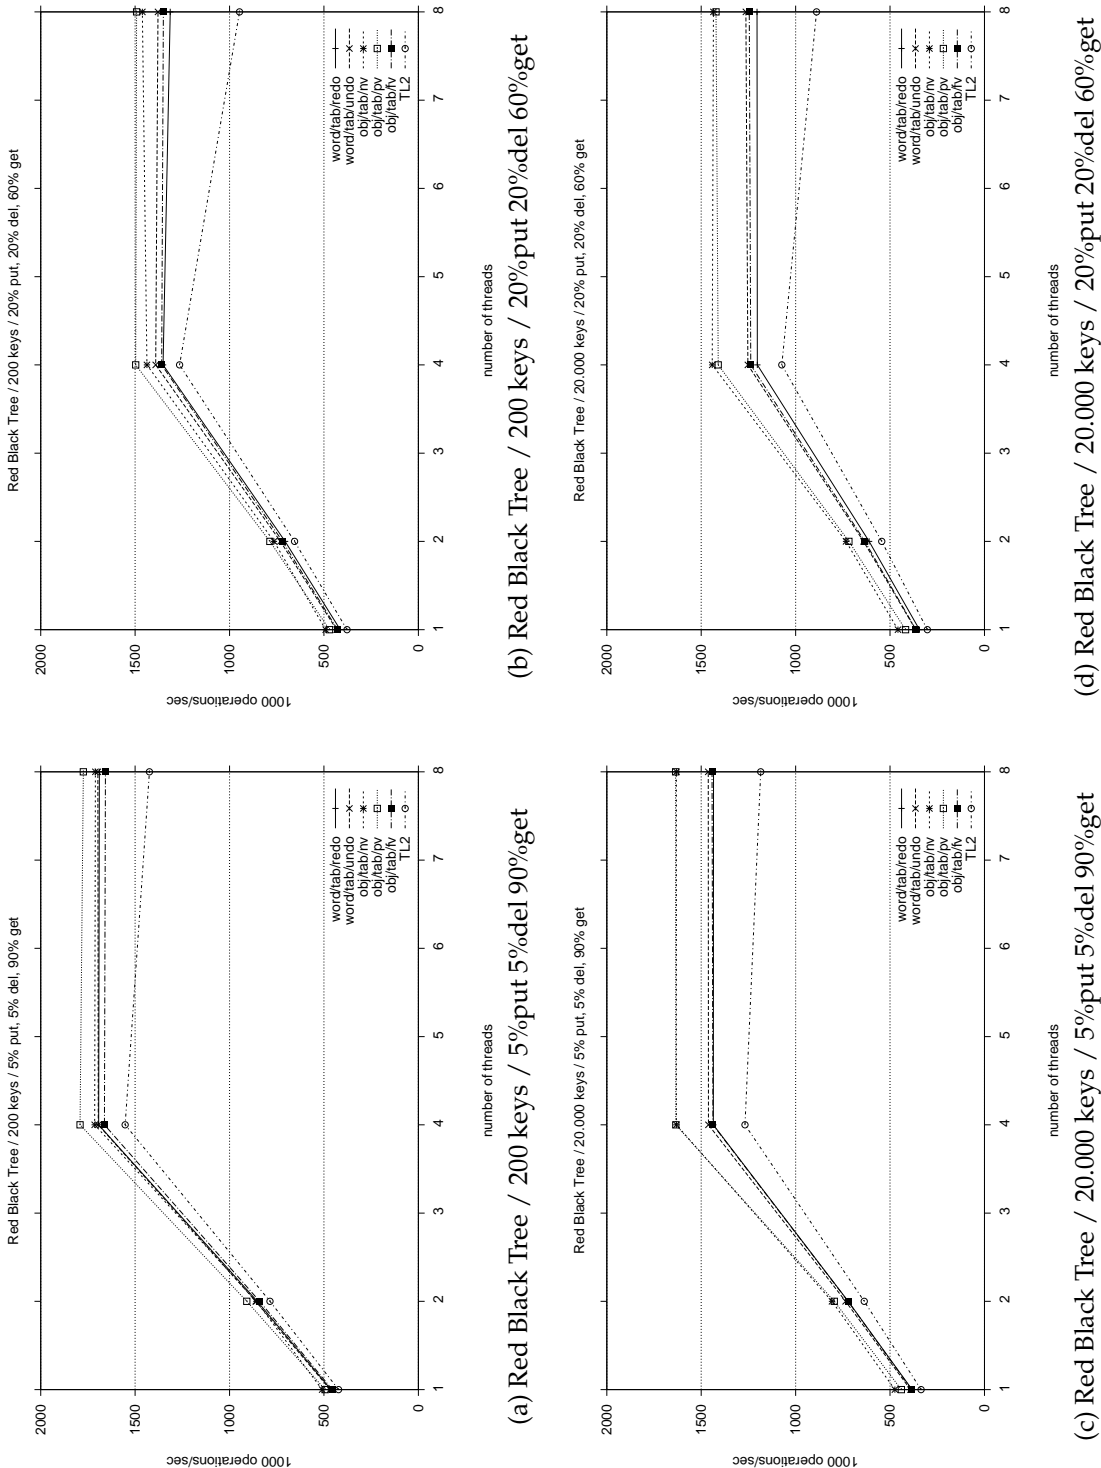 Red Black Tree / 200 keys / 5% put, 5% del, 90% get
2000
1500
1000
500
0
1000 operations/sec
1
2
3
4
5
6
7
8
number of threads
word/tab/redo
word/tab/undo
obj/tab/nv
obj/tab/pv
obj/tab/fv
TL2
(a) Red Black Tree / 200 keys / 5%put 5%del 90%get
Red Black Tree / 200 keys / 20% put, 20% del, 60% get
2000
1500
1000
500
0
1000 operations/sec
1
2
3
4
5
6
7
8
number of threads
word/tab/redo
word/tab/undo
obj/tab/nv
obj/tab/pv
obj/tab/fv
TL2
(b) Red Black Tree / 200 keys / 20%put 20%del 60%get
Red Black Tree / 20.000 keys / 5% put, 5% del, 90% get
2000
1500
1000
500
0
1000 operations/sec
1
2
3
4
5
6
7
8
number of threads
word/tab/redo
word/tab/undo
obj/tab/nv
obj/tab/pv
obj/tab/fv
TL2
(c) Red Black Tree / 20.000 keys / 5%put 5%del 90%get
Red Black Tree / 20.000 keys / 20% put, 20% del, 60% get
2000
1500
1000
500
0
1000 operations/sec
1
2
3
4
5
6
7
8
number of threads
word/tab/redo
word/tab/undo
obj/tab/nv
obj/tab/pv
obj/tab/fv
TL2
(d) Red Black Tree / 20.000 keys / 20%put 20%del 60%get